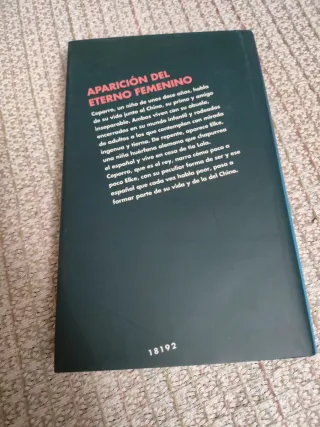 APARICIÓN DEL
ETERNO FEMENINO
Ceparro, un niño de unos doce años, habla
de su vida junto al Chino, su primo y amigo
inseparable. Ambos viven con su abuela,
encerrados en su mundo infantil y rodeados
de adultos a los que contemplan con mirada
ingenua y tierna. De repente, aparece Elke,
una niña huérfana alemana que chapurrea
el español y vive en casa de tía Lola.
Ceparro, que es el rey, narra cómo poco a
poco Elke, con su peculiar forma de ser y ese
español que cada vez habla peor, pasa a
formar parte de su vida y de la del Chino.
18192